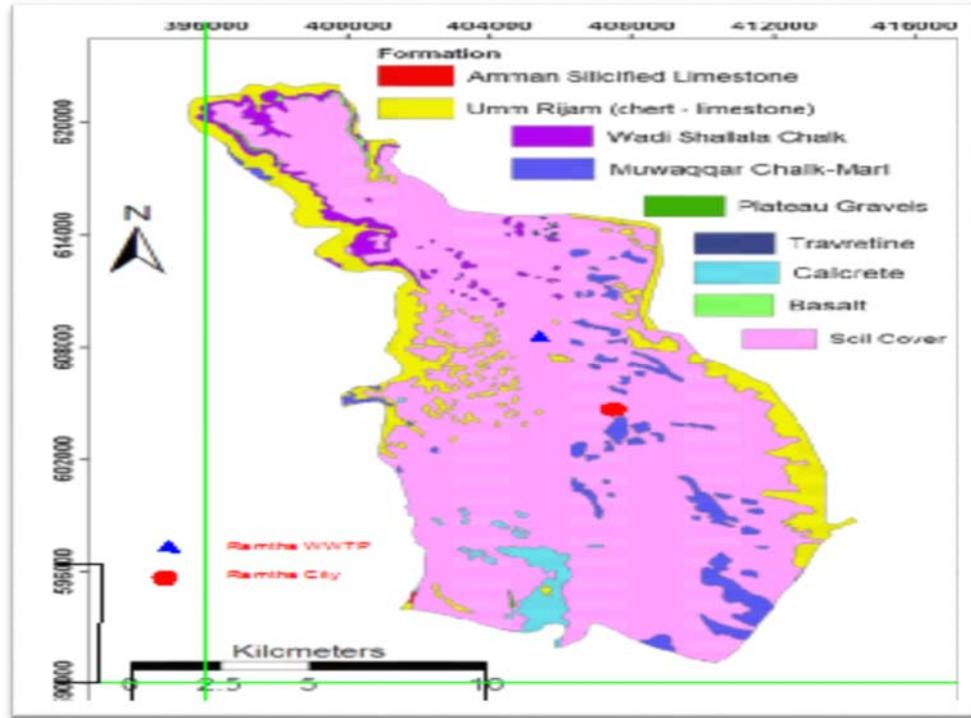 396000 400000 404000 408000 412000 416000
Formation
Amman Silicified Limestone
Umm Rijam (chert - limestone)
Wadi Shallala Chalk
Muwaqqar Chalk-Marl
Plateau Gravels
Travretine
Calcrete
Basalt
Soil Cover
N
620000
614000
608000
602000
596000
Ramtha WWTP
Ramtha City
Kilcmeters
0 2.5 5 10